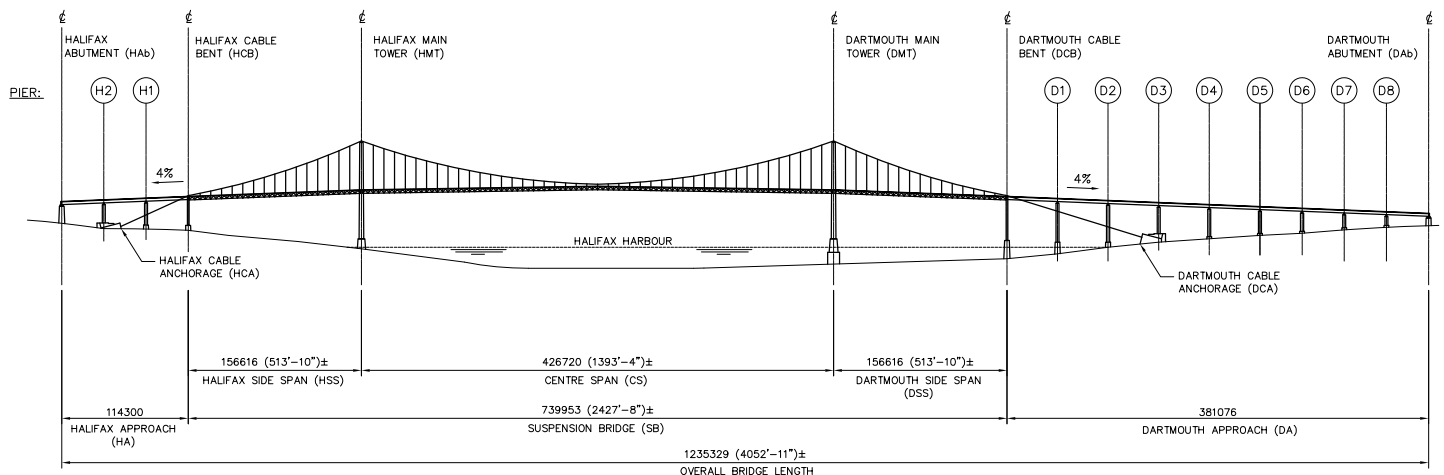 ℄ ℄ ℄ ℄ ℄ ℄
HALIFAX
ABUTMENT (HAb)
HALIFAX CABLE
BENT (HCB)
HALIFAX MAIN
TOWER (HMT)
DARTMOUTH MAIN
TOWER (DMT)
DARTMOUTH CABLE
BENT (DCB)
DARTMOUTH
ABUTMENT (DAb)
PIER:
H2 H1 D1 D2 D3 D4 D5 D6 D7 D8
4%
4%
HALIFAX HARBOUR
HALIFAX CABLE
ANCHORAGE (HCA)
DARTMOUTH CABLE
ANCHORAGE (DCA)
156616 (513'-10")±
HALIFAX SIDE SPAN (HSS)
426720 (1393'-4")±
CENTRE SPAN (CS)
156616 (513'-10")±
DARTMOUTH SIDE SPAN
(DSS)
114300
HALIFAX APPROACH
(HA)
739953 (2427'-8")±
SUSPENSION BRIDGE (SB)
381076
DARTMOUTH APPROACH (DA)
1235329 (4052'-11")±
OVERALL BRIDGE LENGTH